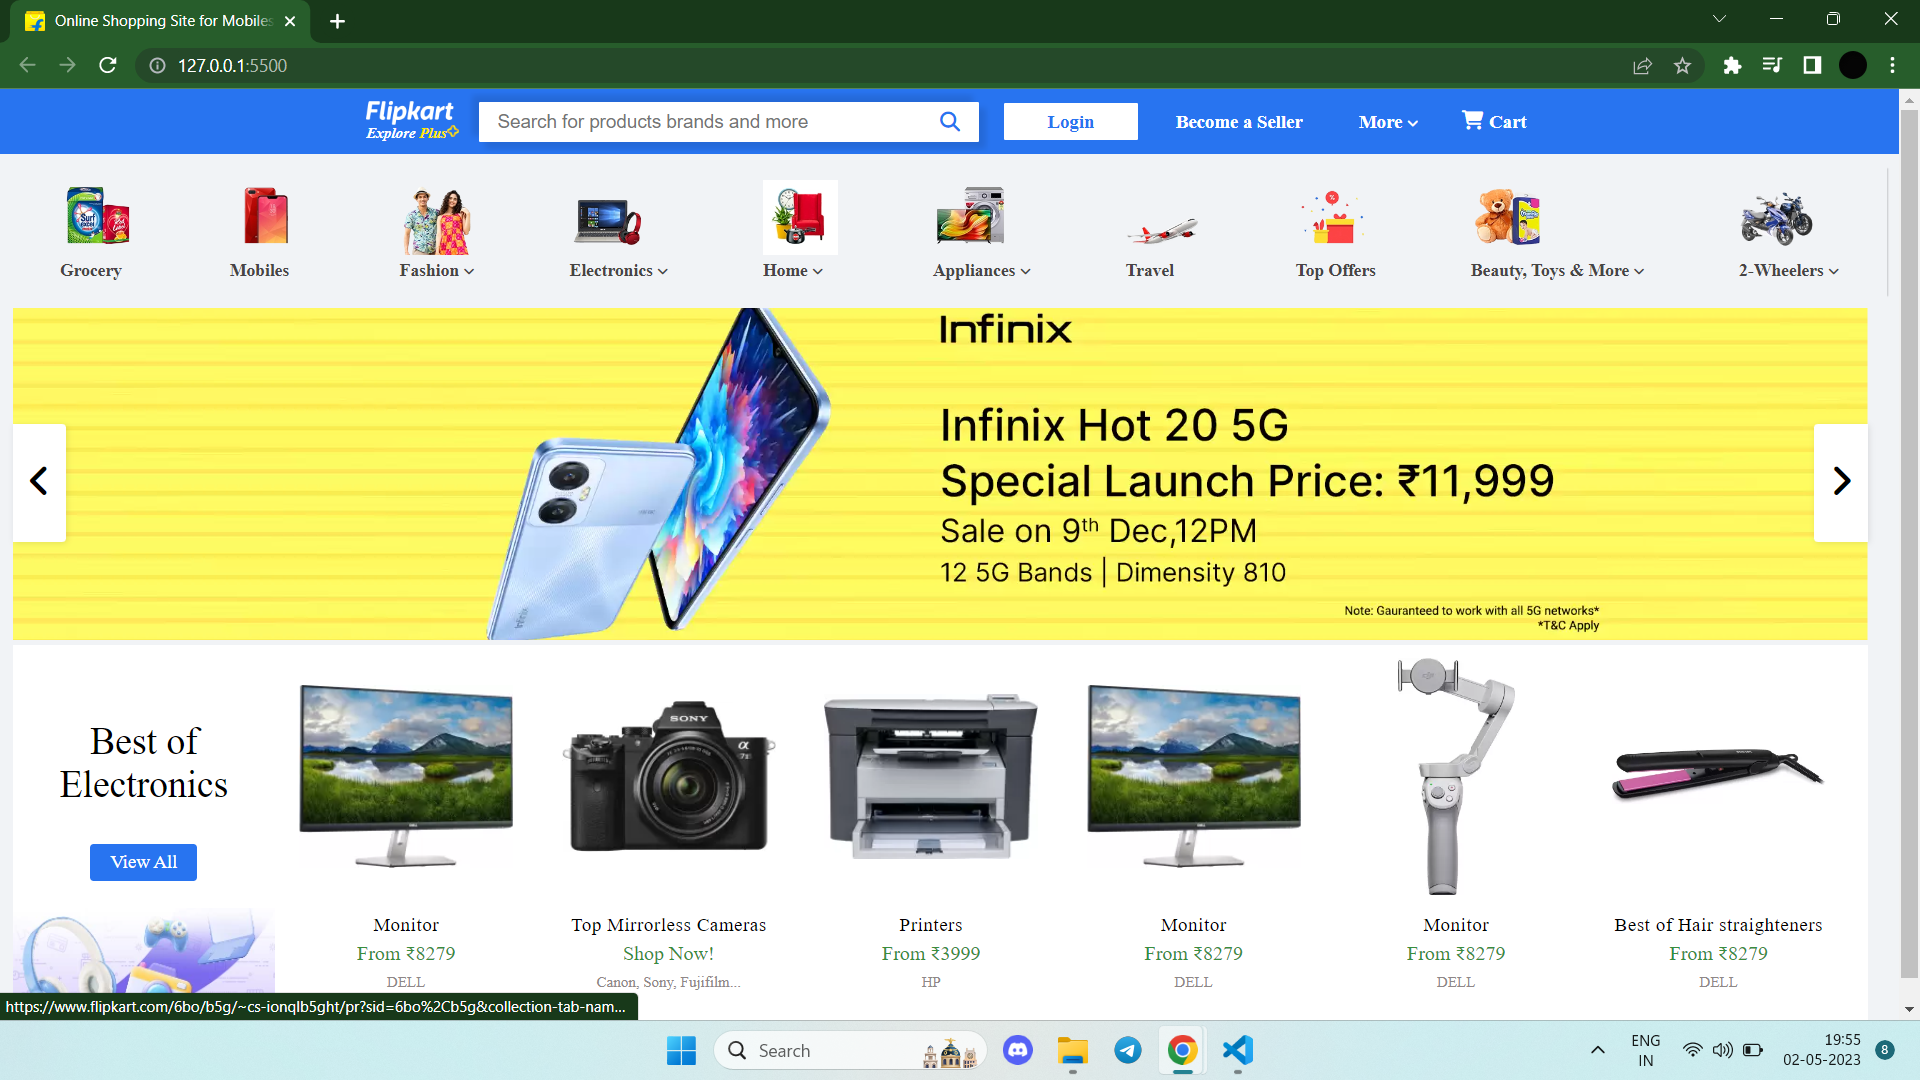 Online Shopping Site for Mobiles
127.0.0.1:5500
Flipkart
Explore Plus
Search for products brands and more
Login
Become a Seller
More
Cart
Surf excel
Grocery
Mobiles
Fashion
Electronics
Home
Appliances
Travel
Top Offers
Beauty, Toys & More
2-Wheelers
Infinix
Infinix Hot 20 5G
Special Launch Price: ₹11,999
Sale on 9th Dec,12PM
12 5G Bands | Dimensity 810
Note: Gauranteed to work with all 5G networks*
*T&C Apply
Infinix
Best of
Electronics
View All
SONY
α
Monitor
From ₹8279
DELL
Top Mirrorless Cameras
Shop Now!
Canon, Sony, Fujifilm...
Printers
From ₹3999
HP
Monitor
From ₹8279
DELL
Monitor
From ₹8279
DELL
Best of Hair straighteners
From ₹8279
DELL
https://www.flipkart.com/6bo/b5g/~cs-ionqlb5ght/pr?sid=6bo%2Cb5g&collection-tab-nam...
Search
ENG
IN
19:55
02-05-2023
8